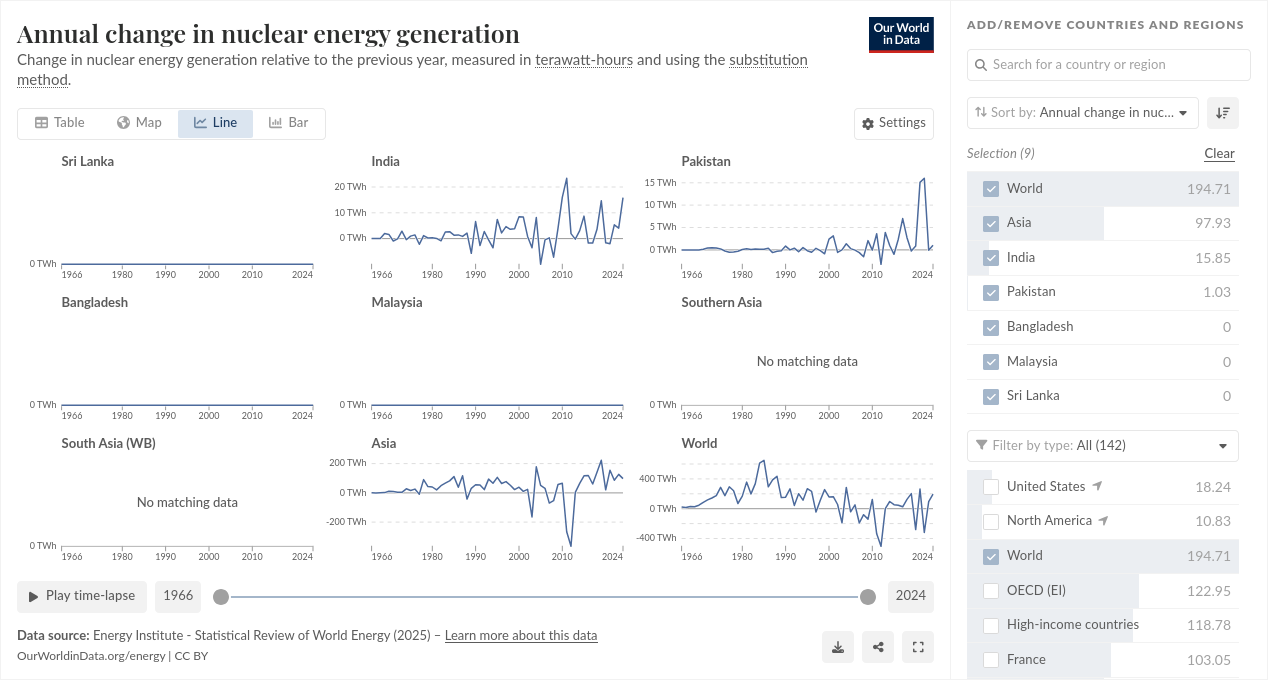 Annual change in nuclear energy generation
Change in nuclear energy generation relative to the previous year, measured in terawatt-hours and using the substitution
method.
Our World
in Data
Table
Map
Line
Bar
Settings
Sri Lanka
0 TWh
1966
1980
1990
2000
2010
2024
India
20 TWh
10 TWh
0 TWh
1966
1980
1990
2000
2010
2024
Pakistan
15 TWh
10 TWh
5 TWh
0 TWh
1966
1980
1990
2000
2010
2024
Bangladesh
0 TWh
1966
1980
1990
2000
2010
2024
Malaysia
0 TWh
1966
1980
1990
2000
2010
2024
Southern Asia
No matching data
0 TWh
1966
1980
1990
2000
2010
2024
South Asia (WB)
No matching data
0 TWh
1966
1980
1990
2000
2010
2024
Asia
200 TWh
0 TWh
-200 TWh
1966
1980
1990
2000
2010
2024
World
400 TWh
0 TWh
-400 TWh
1966
1980
1990
2000
2010
2024
Play time-lapse
1966
2024
Data source: Energy Institute - Statistical Review of World Energy (2025) – Learn more about this data
OurWorldinData.org/energy | CC BY
ADD/REMOVE COUNTRIES AND REGIONS
Search for a country or region
Sort by: Annual change in nuc...
Selection (9)
Clear
World 194.71
Asia 97.93
India 15.85
Pakistan 1.03
Bangladesh 0
Malaysia 0
Sri Lanka 0
Filter by type: All (142)
United States 18.24
North America 10.83
World 194.71
OECD (EI) 122.95
High-income countries 118.78
France 103.05